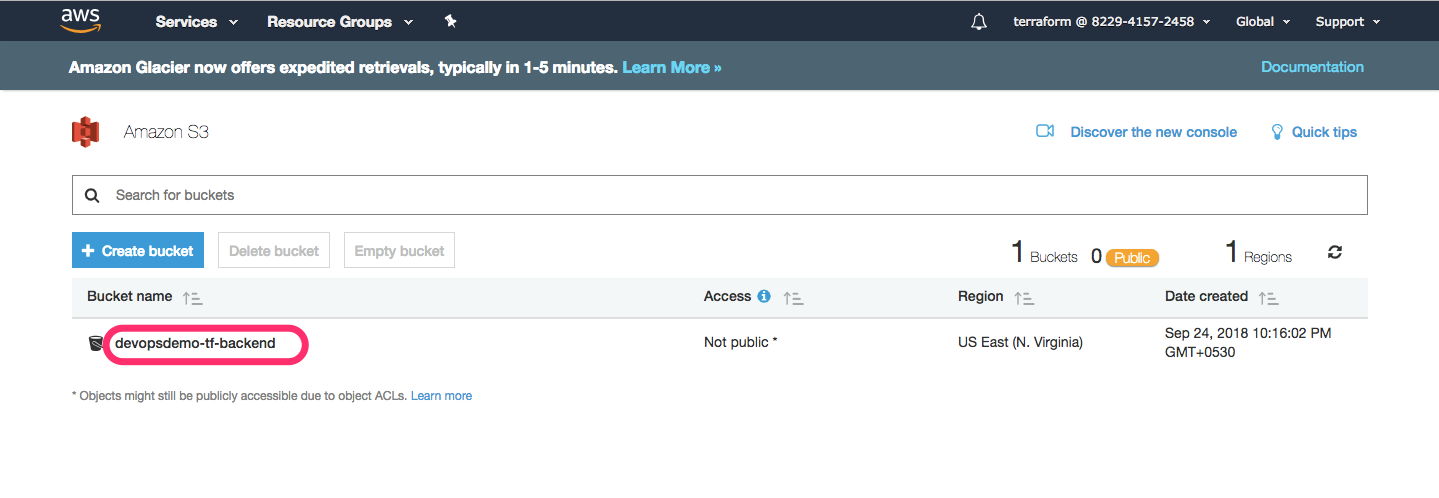 aws Services Resource Groups terraform @ 8229-4157-2458 Global Support
Amazon Glacier now offers expedited retrievals, typically in 1-5 minutes. Learn More » Documentation
Amazon S3 Discover the new console Quick tips
Search for buckets
+ Create bucket Delete bucket Empty bucket 1 Buckets 0 Public 1 Regions
Bucket name Access Region Date created
devopsdemo-tf-backend Not public * US East (N. Virginia) Sep 24, 2018 10:16:02 PM
GMT+0530
* Objects might still be publicly accessible due to object ACLs. Learn more